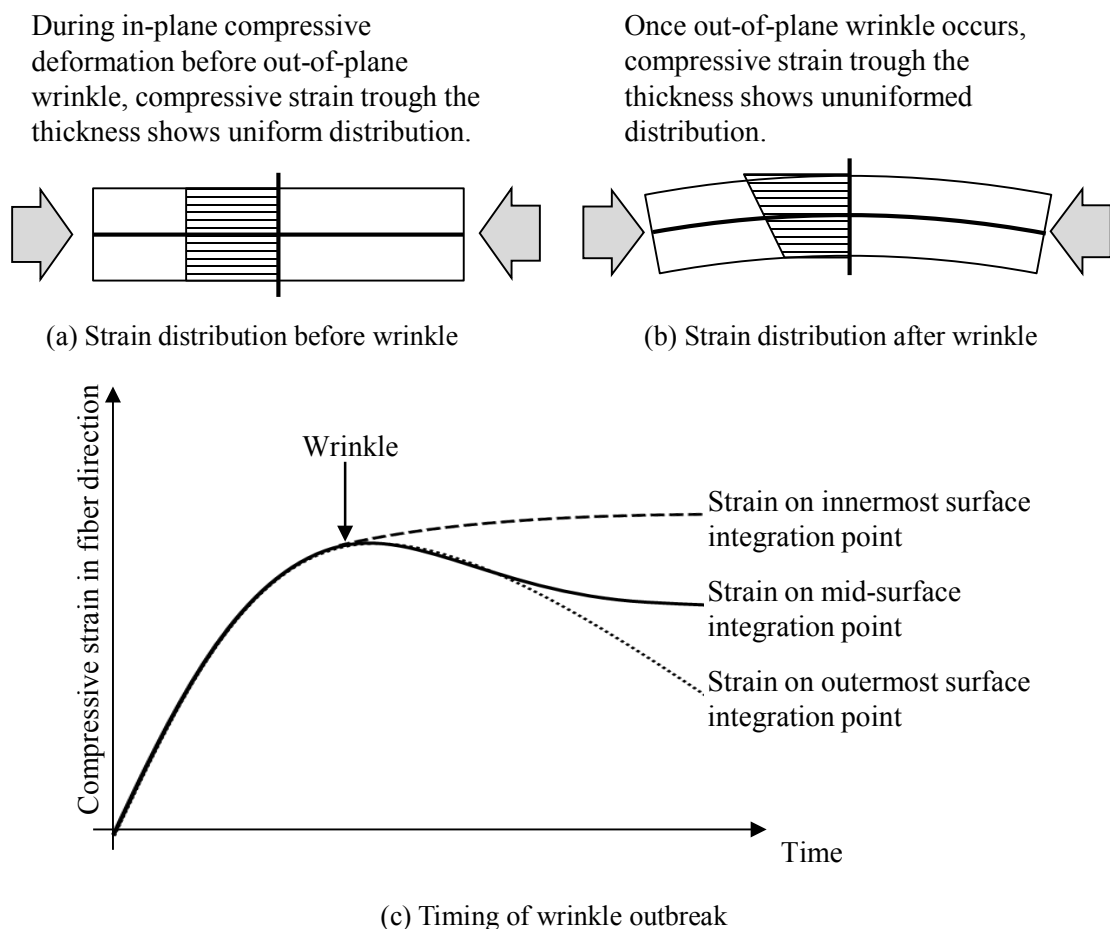 During in-plane compressive
deformation before out-of-plane
wrinkle, compressive strain trough the
thickness shows uniform distribution.
Once out-of-plane wrinkle occurs,
compressive strain trough the
thickness shows ununiformed
distribution.
(a) Strain distribution before wrinkle
(b) Strain distribution after wrinkle
Compressive strain in fiber direction
Wrinkle
Strain on innermost surface
integration point
Strain on mid-surface
integration point
Strain on outermost surface
integration point
Time
(c) Timing of wrinkle outbreak